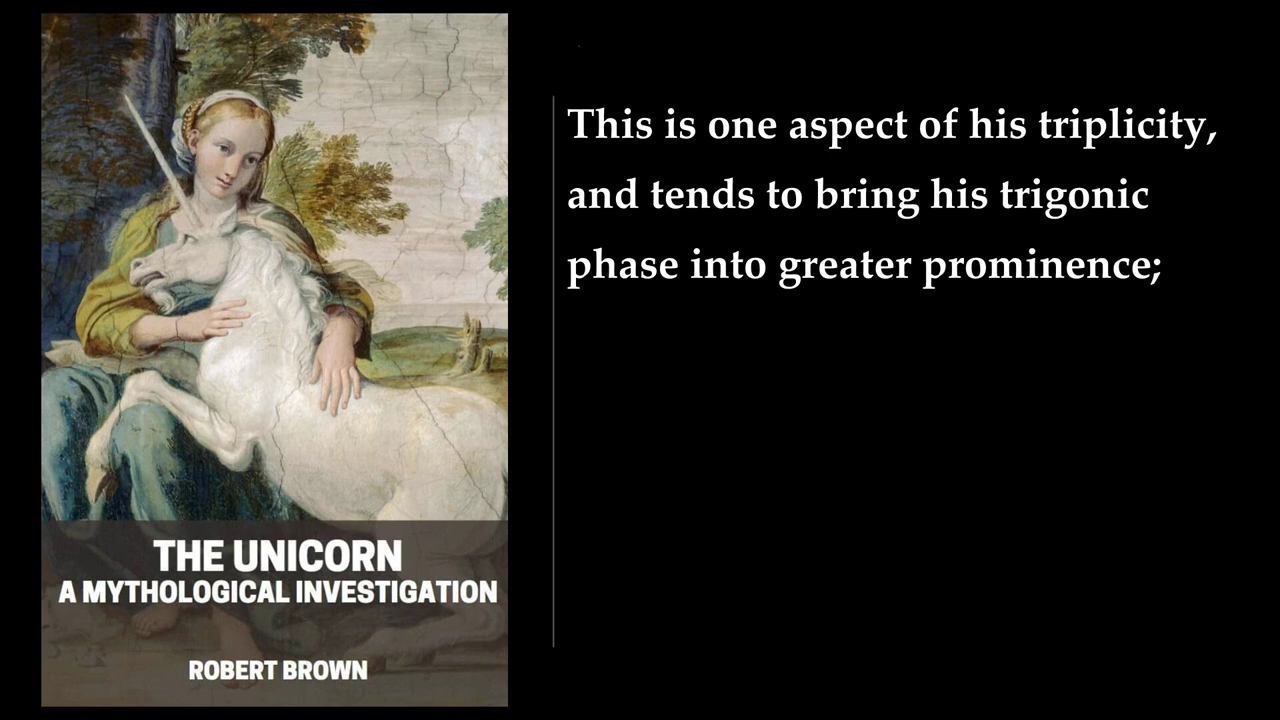 THE UNICORN
A MYTHOLOGICAL INVESTIGATION
ROBERT BROWN
This is one aspect of his triplicity,
and tends to bring his trigonic
phase into greater prominence;